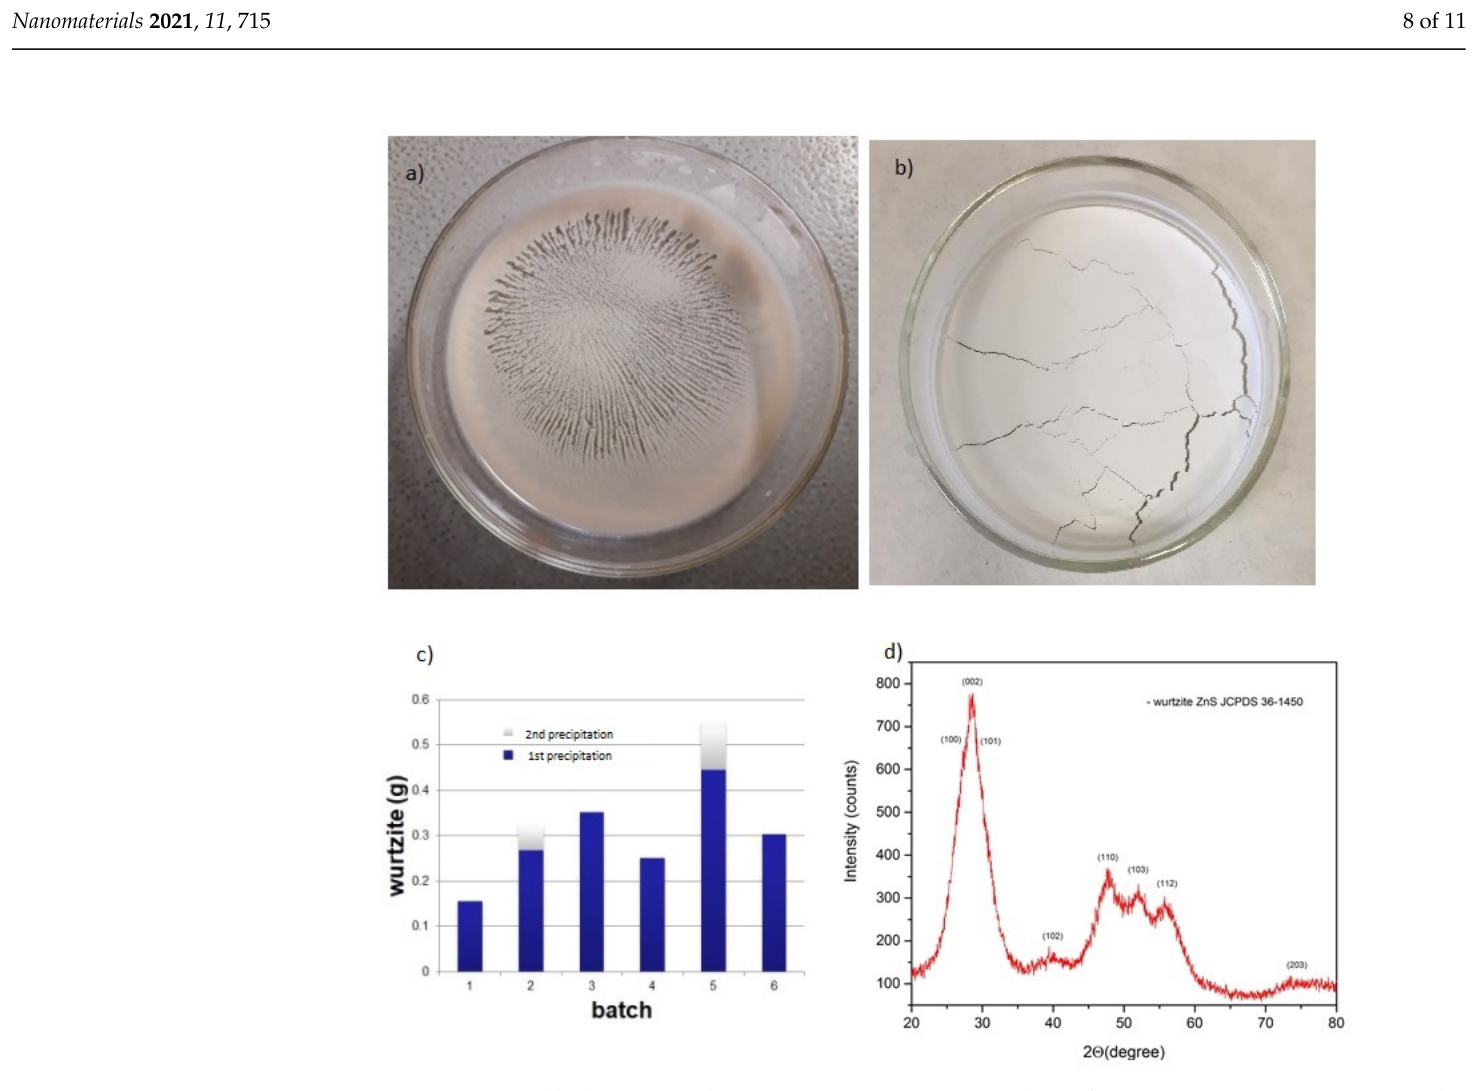 Nanomaterials 2021, 11, 715
8 of 11
a)
b)
c)
wurtzite (g)
0.6
0.5
0.4
0.3
0.2
0.1
0
2nd precipitation
1st precipitation
1 2 3 4 5 6
batch
d)
Intensity (counts)
800
700
600
500
400
300
200
100
(002)
- wurtzite ZnS JCPDS 36-1450
(100) (101)
(110)
(103)
(112)
(102)
(203)
20 30 40 50 60 70 80
2Θ(degree)